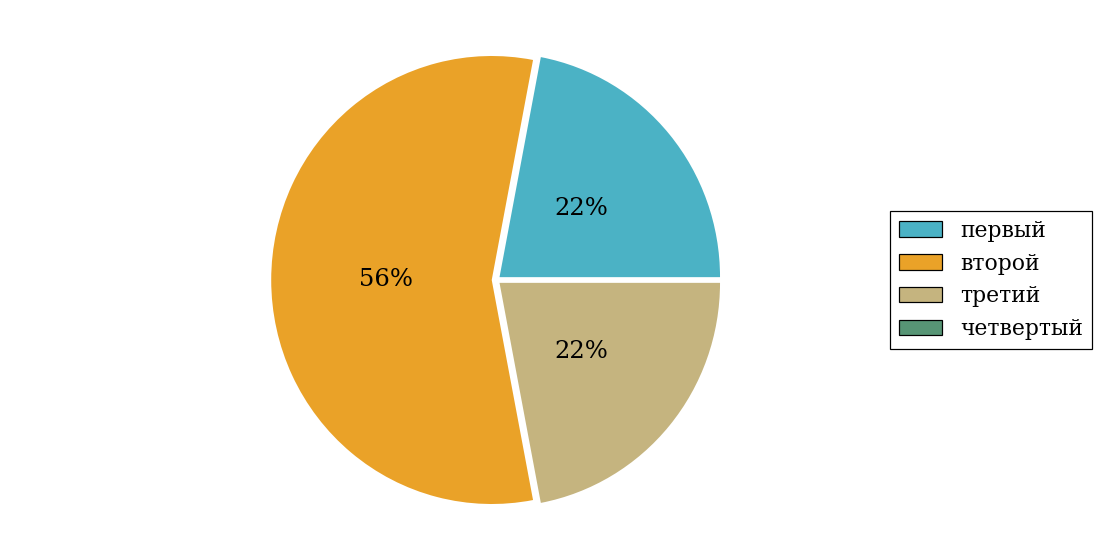 22%
56%
22%
первый
второй
третий
четвертый